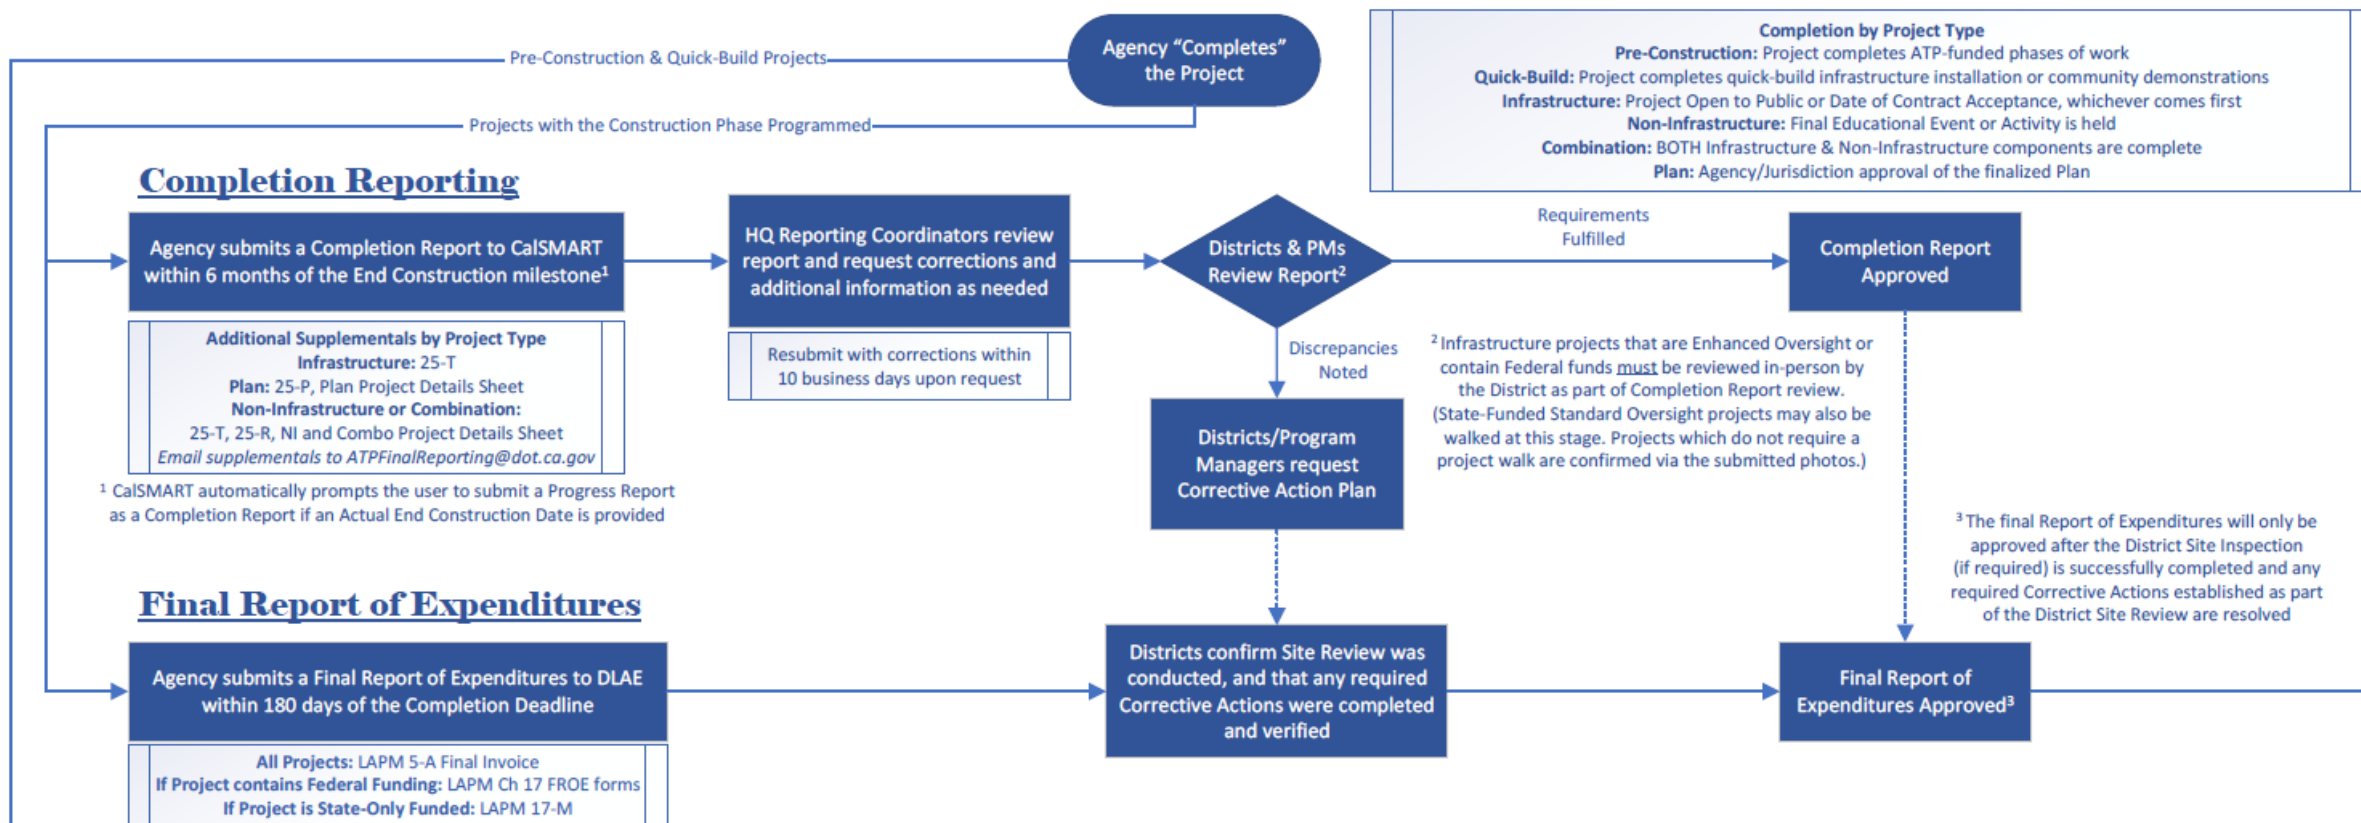 Agency “Completes”
the Project
Pre-Construction & Quick-Build Projects
Projects with the Construction Phase Programmed
Completion by Project Type
Pre-Construction: Project completes ATP-funded phases of work
Quick-Build: Project completes quick-build infrastructure installation or community demonstrations
Infrastructure: Project Open to Public or Date of Contract Acceptance, whichever comes first
Non-Infrastructure: Final Educational Event or Activity is held
Combination: BOTH Infrastructure & Non-Infrastructure components are complete
Plan: Agency/Jurisdiction approval of the finalized Plan
Completion Reporting
Agency submits a Completion Report to CalSMART
within 6 months of the End Construction milestone¹
Additional Supplementals by Project Type
Infrastructure: 25-T
Plan: 25-P, Plan Project Details Sheet
Non-Infrastructure or Combination:
25-T, 25-R, NI and Combo Project Details Sheet
Email supplementals to ATPFinalReporting@dot.ca.gov
¹ CalSMART automatically prompts the user to submit a Progress Report
as a Completion Report if an Actual End Construction Date is provided
HQ Reporting Coordinators review
report and request corrections and
additional information as needed
Resubmit with corrections within
10 business days upon request
Districts & PMs
Review Report²
Requirements
Fulfilled
Completion Report
Approved
Discrepancies
Noted
² Infrastructure projects that are Enhanced Oversight or
contain Federal funds must be reviewed in-person by
the District as part of Completion Report review.
(State-Funded Standard Oversight projects may also be
walked at this stage. Projects which do not require a
project walk are confirmed via the submitted photos.)
Districts/Program
Managers request
Corrective Action Plan
³ The final Report of Expenditures will only be
approved after the District Site Inspection
(if required) is successfully completed and any
required Corrective Actions established as part
of the District Site Review are resolved
Final Report of Expenditures
Agency submits a Final Report of Expenditures to DLAE
within 180 days of the Completion Deadline
All Projects: LAPM 5-A Final Invoice
If Project contains Federal Funding: LAPM Ch 17 FROE forms
If Project is State-Only Funded: LAPM 17-M
Districts confirm Site Review was
conducted, and that any required
Corrective Actions were completed
and verified
Final Report of
Expenditures Approved³